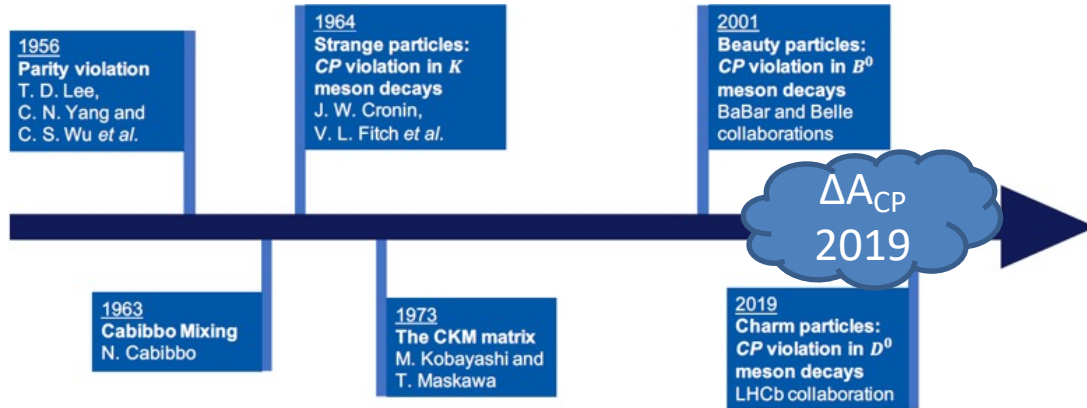 1956
Parity violation
T. D. Lee,
C. N. Yang and
C. S. Wu et al.
1964
Strange particles:
CP violation in K
meson decays
J. W. Cronin,
V. L. Fitch et al.
2001
Beauty particles:
CP violation in B⁰
meson decays
BaBar and Belle
collaborations
ΔA_CP
2019
1963
Cabibbo Mixing
N. Cabibbo
1973
The CKM matrix
M. Kobayashi and
T. Maskawa
2019
Charm particles:
CP violation in D⁰
meson decays
LHCb collaboration